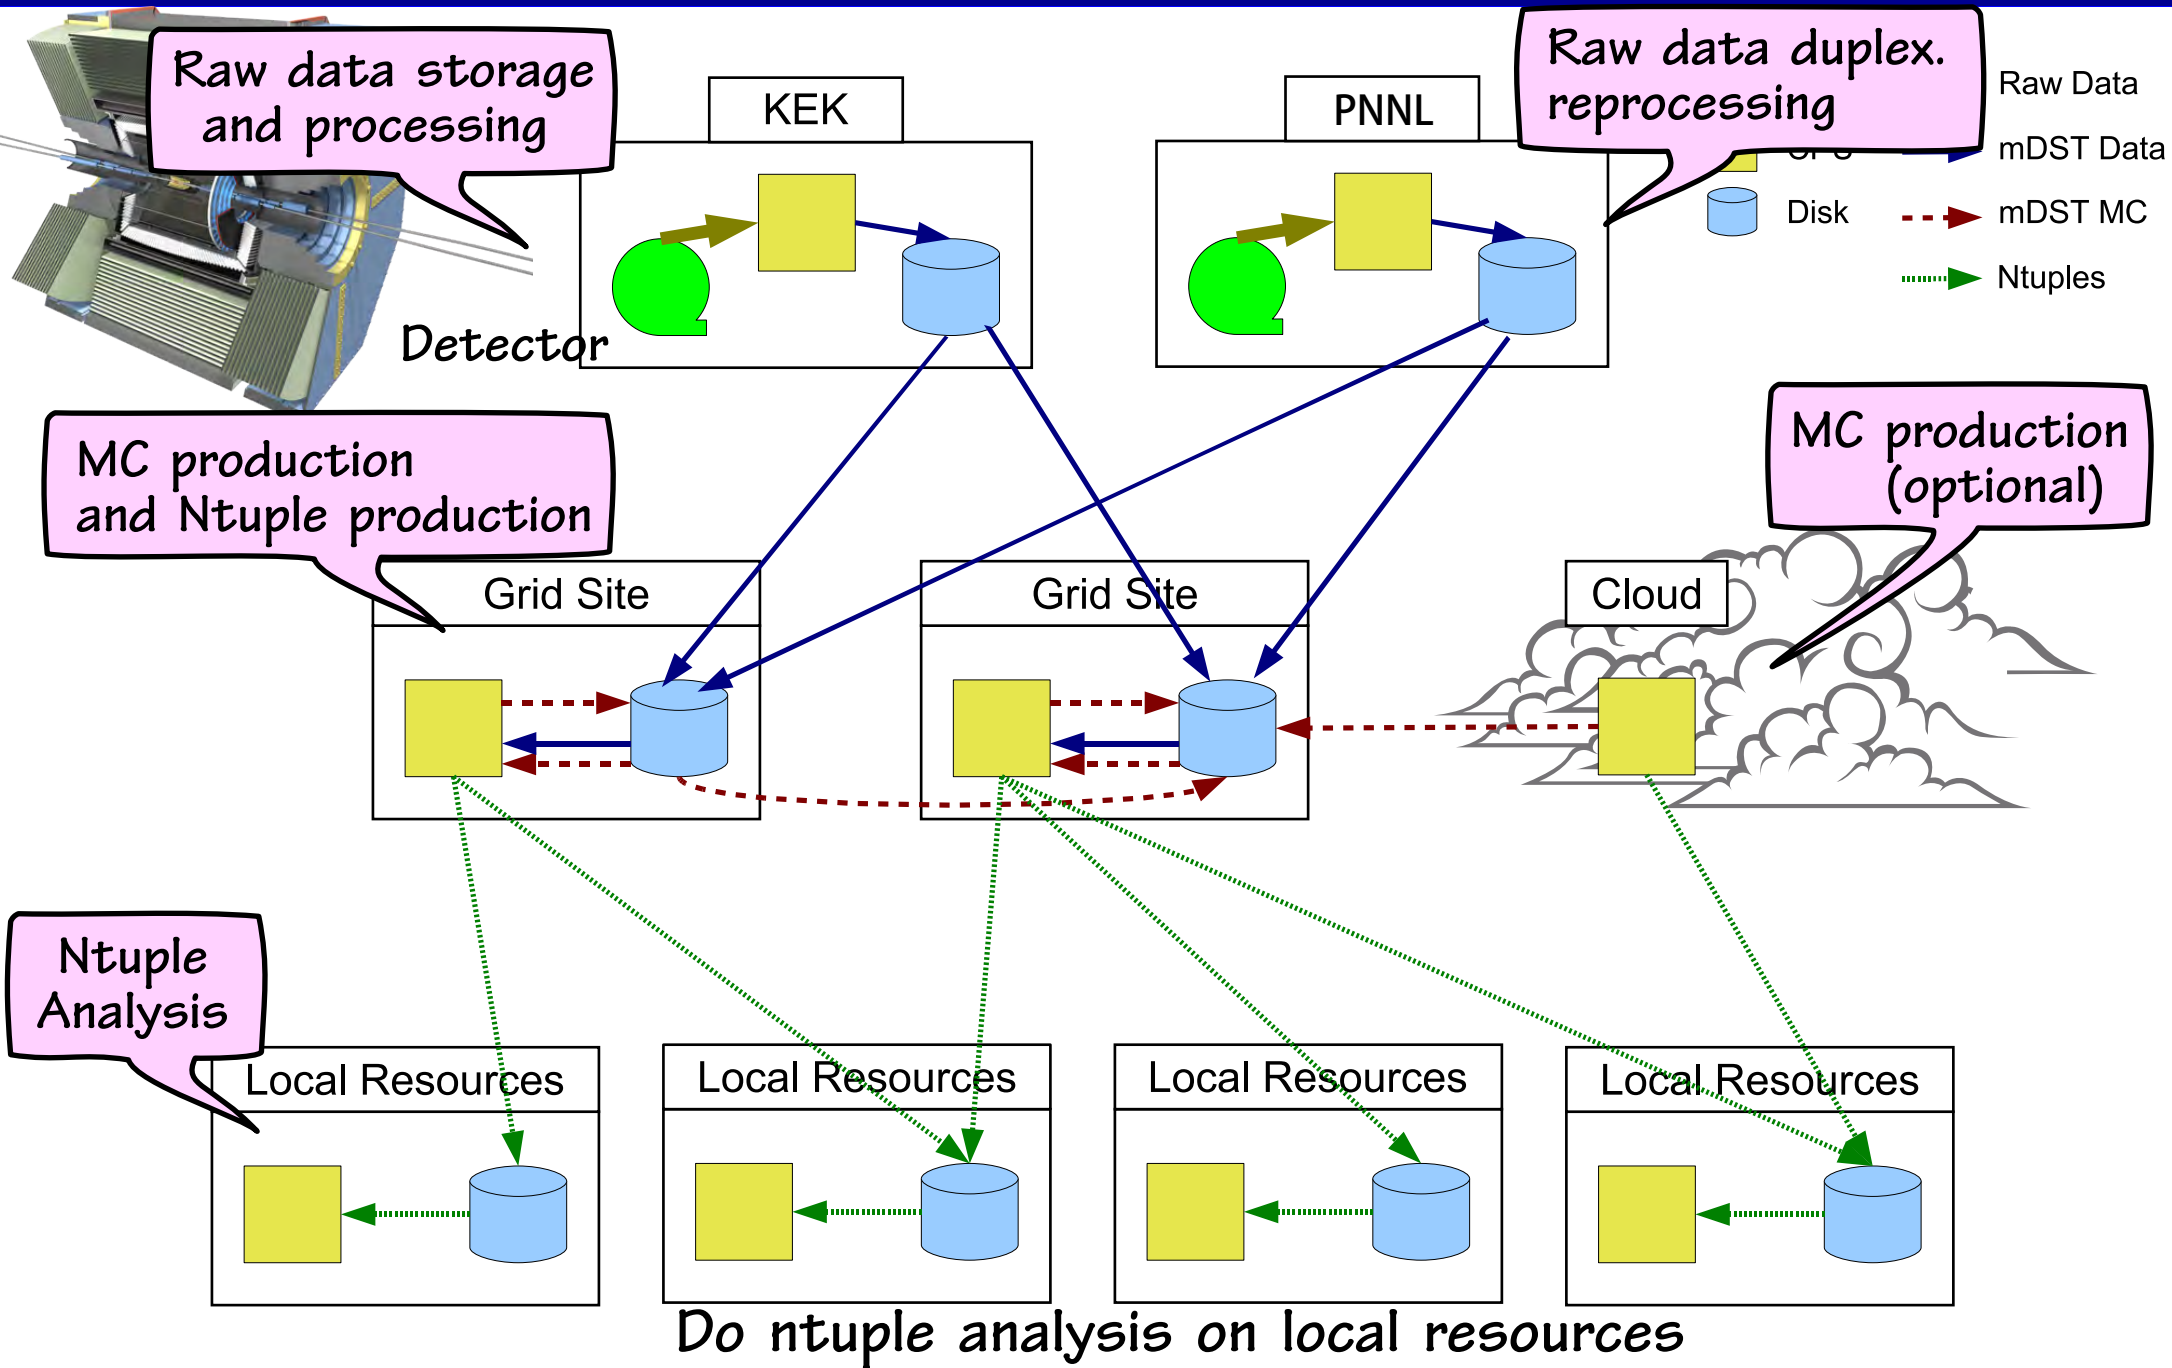 Raw data storage
and processing
KEK
PNNL
Raw data duplex.
reprocessing
Raw Data
mDST Data
Disk
mDST MC
Ntuples
Detector
MC production
and Ntuple production
MC production
(optional)
Grid Site
Grid Site
Cloud
Ntuple
Analysis
Local Resources
Local Resources
Local Resources
Local Resources
Do ntuple analysis on local resources